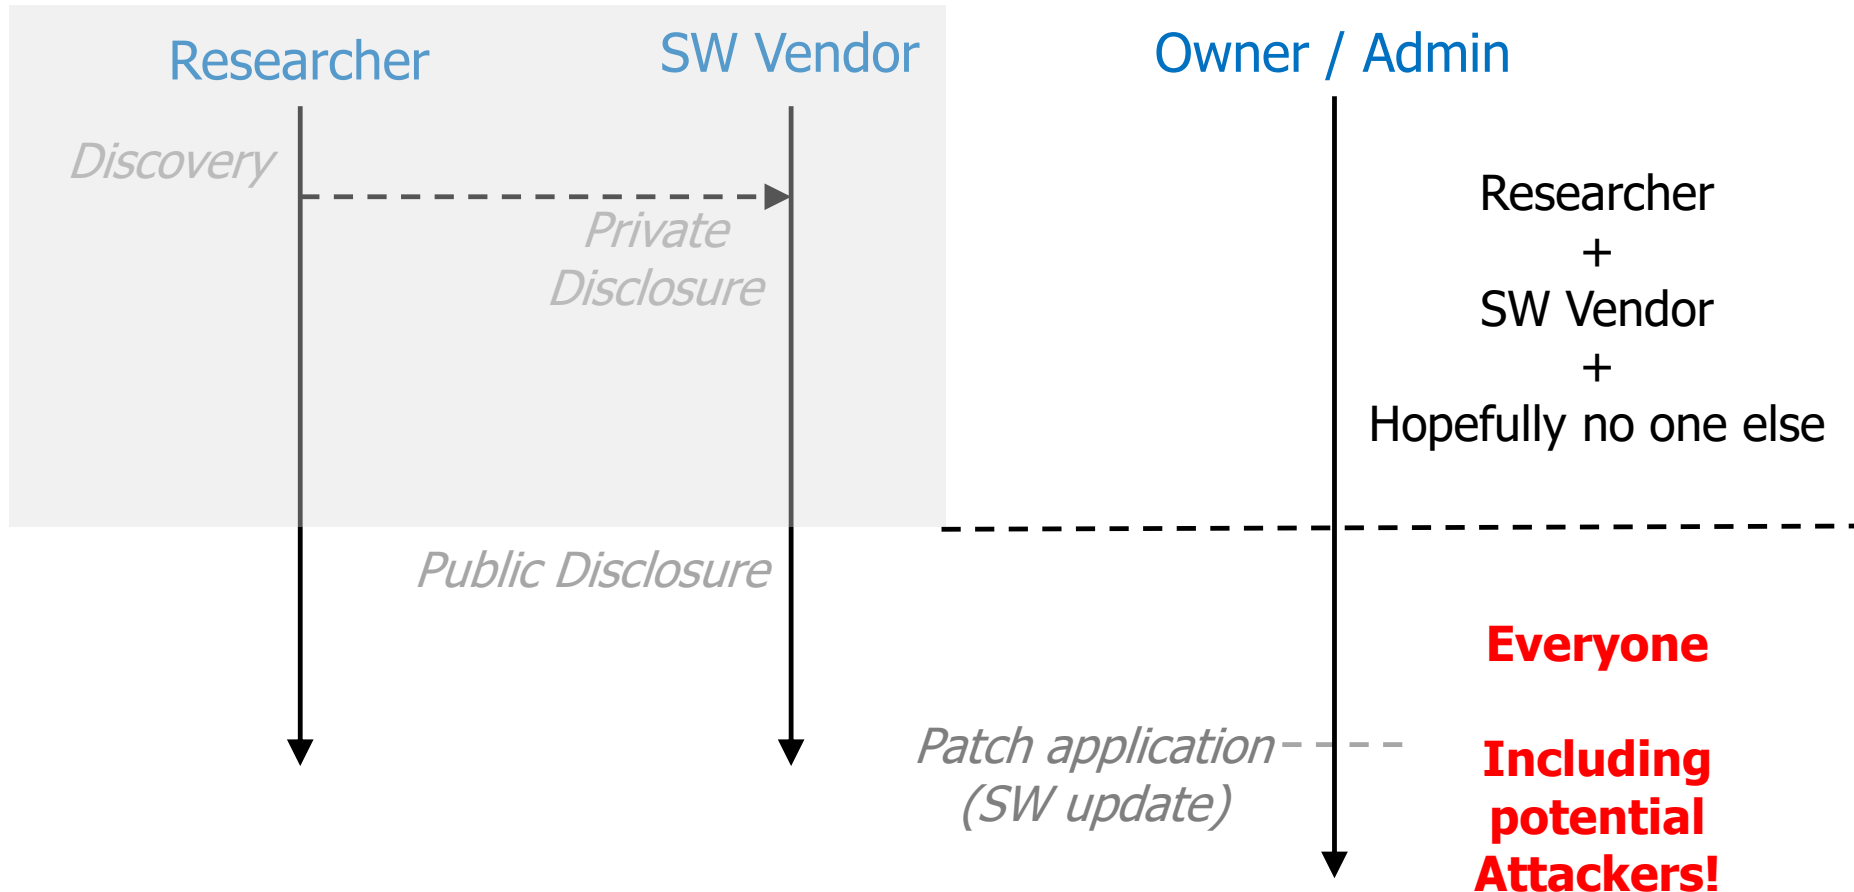 Researcher
SW Vendor
Owner / Admin
Discovery
Private
Disclosure
Researcher
+
SW Vendor
+
Hopefully no one else
Public Disclosure
Everyone
Patch application
(SW update)
Including
potential
Attackers!